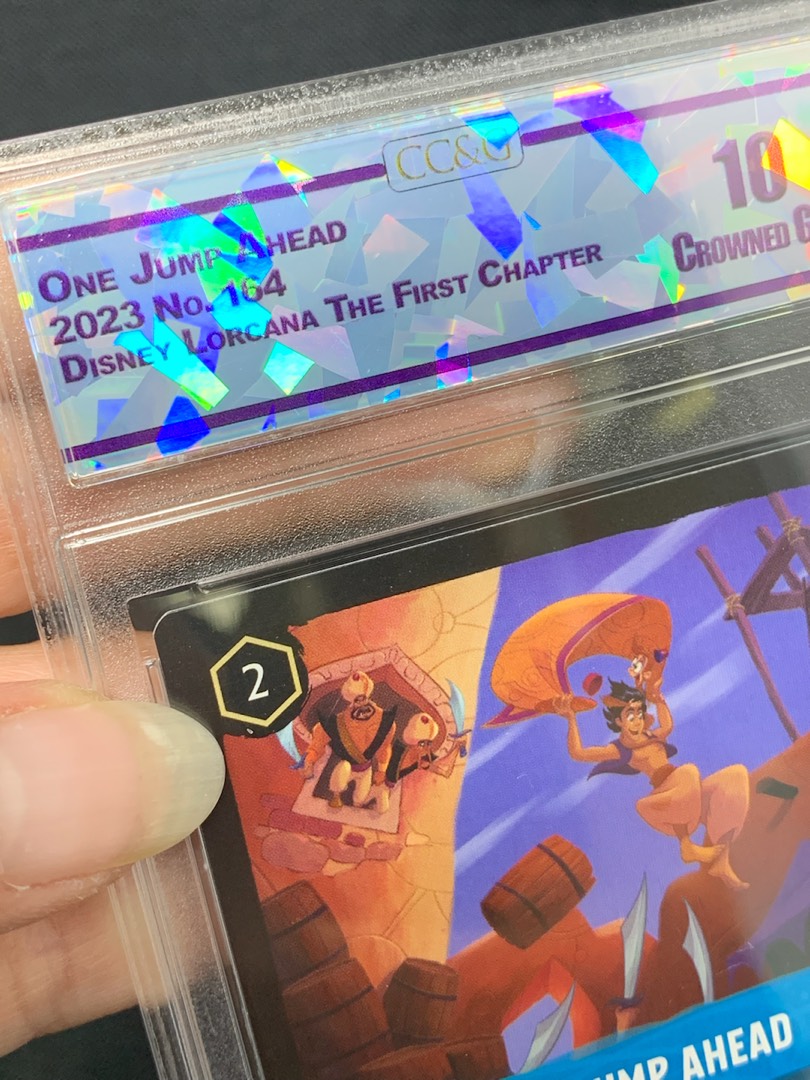 CC&G
10
CROWNED G
ONE JUMP AHEAD
2023 NO. 164
DISNEY LORCANA THE FIRST CHAPTER
2
JUMP AHEAD